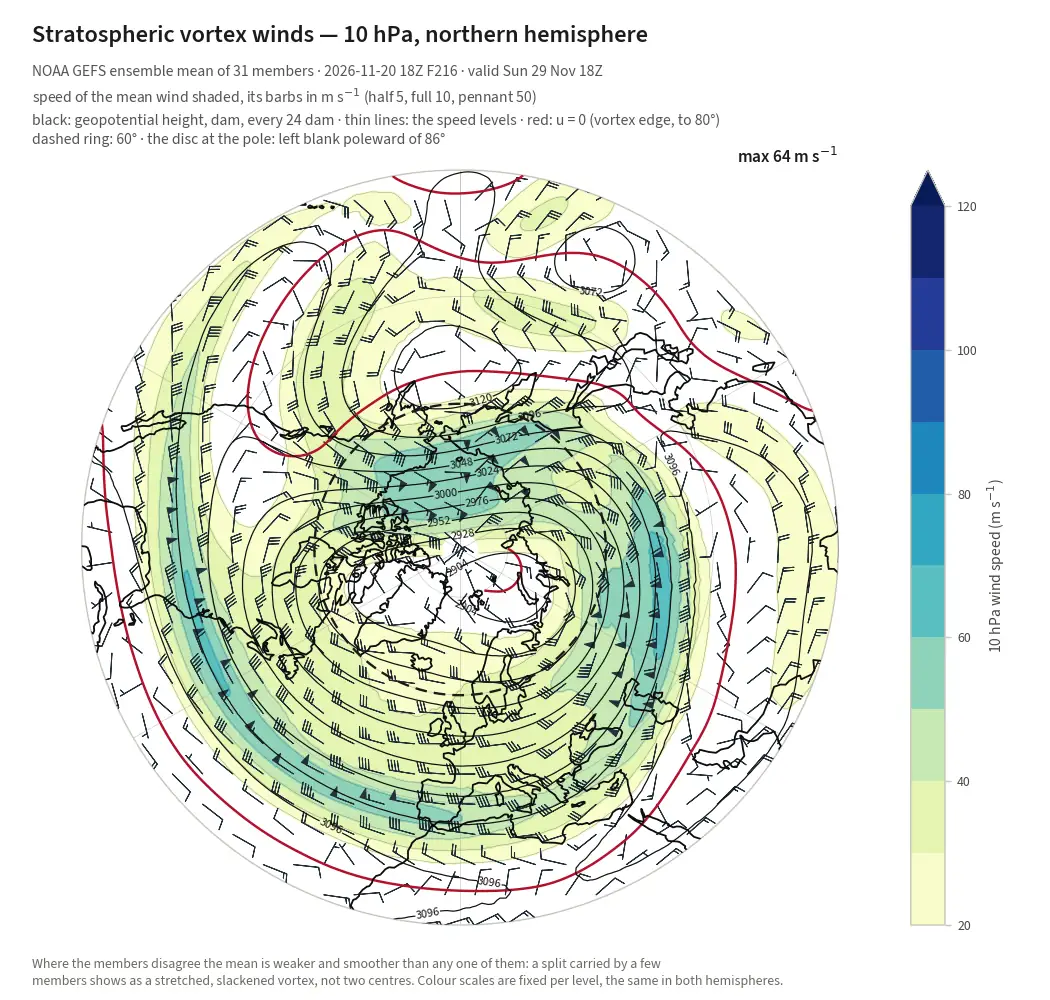 Stratospheric vortex winds — 10 hPa, northern hemisphere
NOAA GEFS ensemble mean of 31 members · 2026-11-20 18Z F216 · valid Sun 29 Nov 18Z
speed of the mean wind shaded, its barbs in m s⁻¹ (half 5, full 10, pennant 50)
black: geopotential height, dam, every 24 dam · thin lines: the speed levels · red: u = 0 (vortex edge, to 80°)
dashed ring: 60° · the disc at the pole: left blank poleward of 86°
max 64 m s⁻¹
120
100
80
60
40
20
10 hPa wind speed (m s⁻¹)
3072
3120
3096
3072
3048
3024
3096
3000
2976
2952
2928
2904
3096
3096
3096
Where the members disagree the mean is weaker and smoother than any one of them: a split carried by a few
members shows as a stretched, slackened vortex, not two centres. Colour scales are fixed per level, the same in both hemispheres.